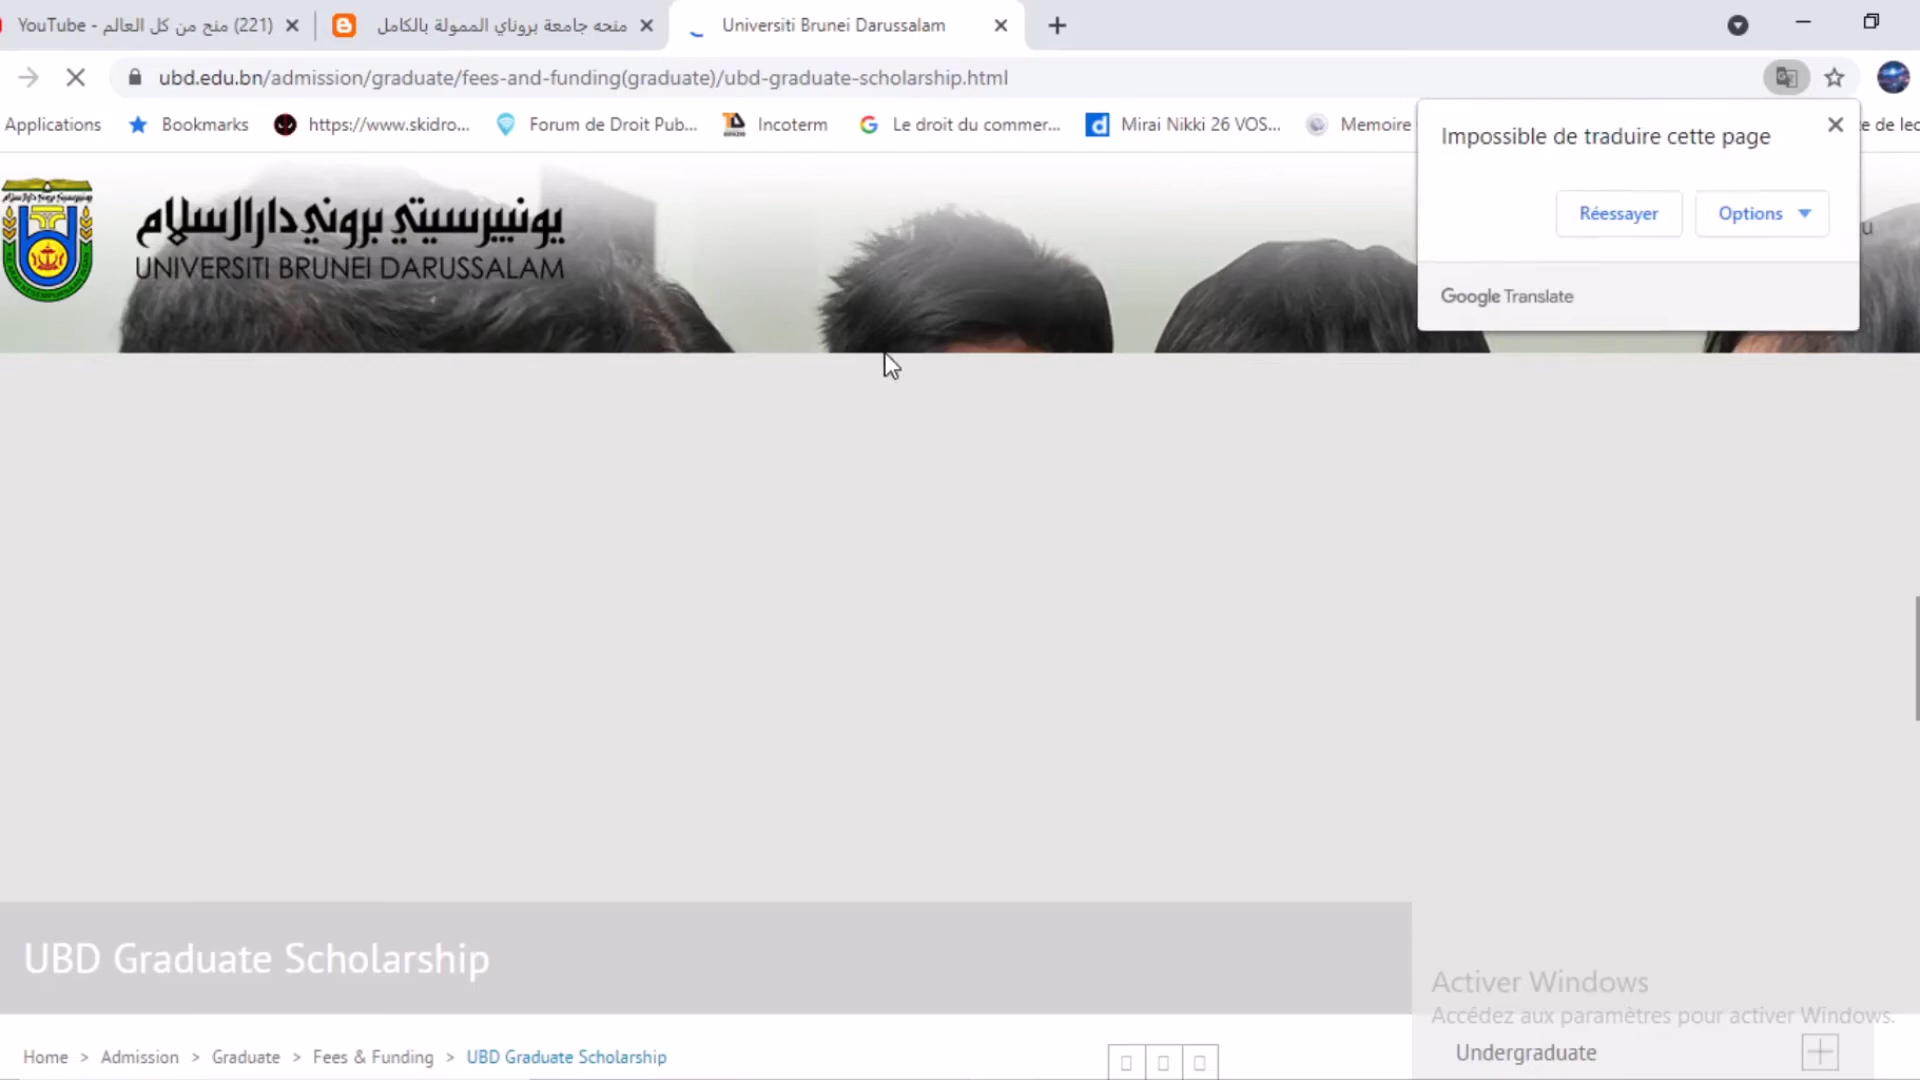 YouTube - منح من كل العالم (221)
منحه جامعة بروناي الممولة بالكامل
Universiti Brunei Darussalam
ubd.edu.bn/admission/graduate/fees-and-funding(graduate)/ubd-graduate-scholarship.html
Applications
Bookmarks
https://www.skidro...
Forum de Droit Pub...
Incoterm
Le droit du commer...
Mirai Nikki 26 VOS...
Memoire
de lec
Impossible de traduire cette page
Réessayer
Options
Google Translate
يونيبرسيتي بروني دارالسلام
UNIVERSITI BRUNEI DARUSSALAM
UBD Graduate Scholarship
Activer Windows
Accédez aux paramètres pour activer Windows.
Home > Admission > Graduate > Fees & Funding > UBD Graduate Scholarship
Undergraduate